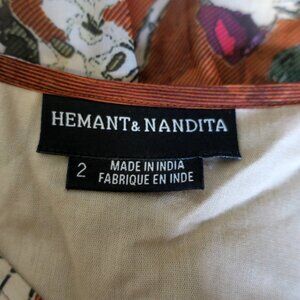 HEMANT & NANDITA
2 MADE IN INDIA
FABRIQUE EN INDE